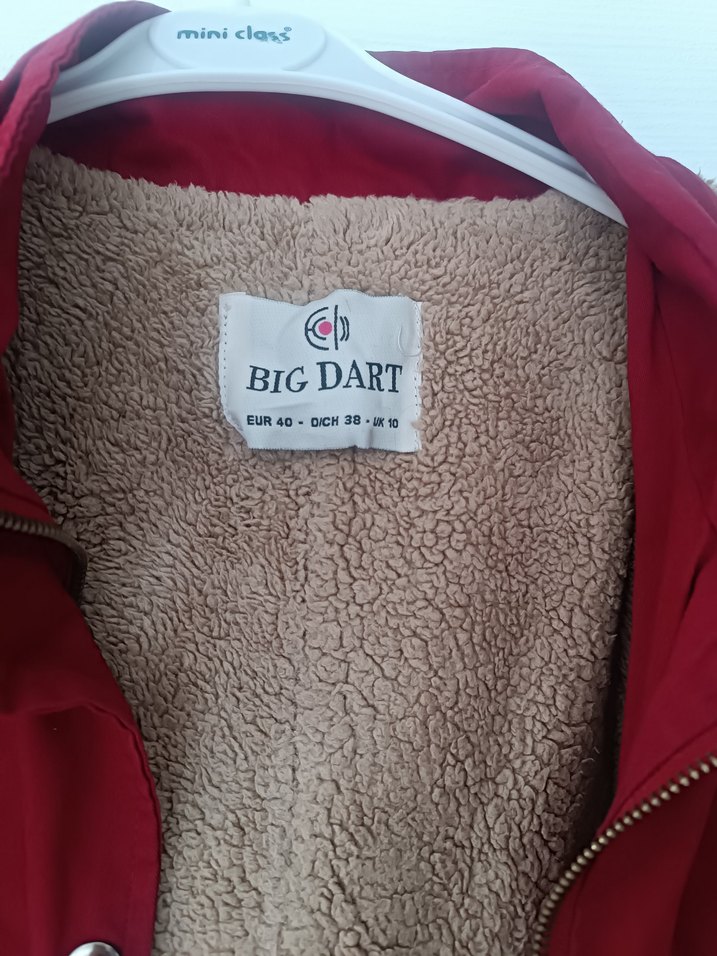 mini class
BIG DART
EUR 40 - D/CH 38 - UK 10